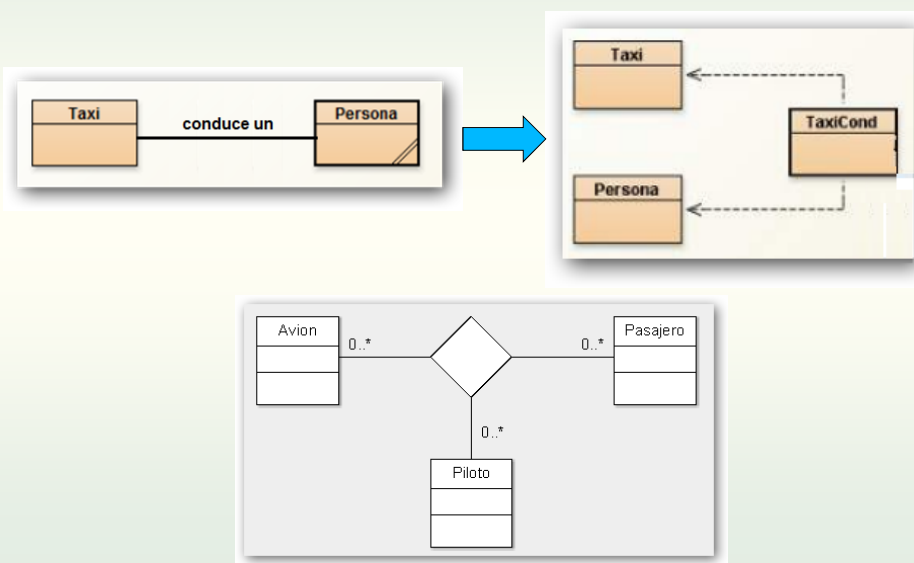 Taxi
conduce un
Persona
Taxi
TaxiCond
Persona
Avion
0..*
0..*
Pasajero
0..*
Piloto